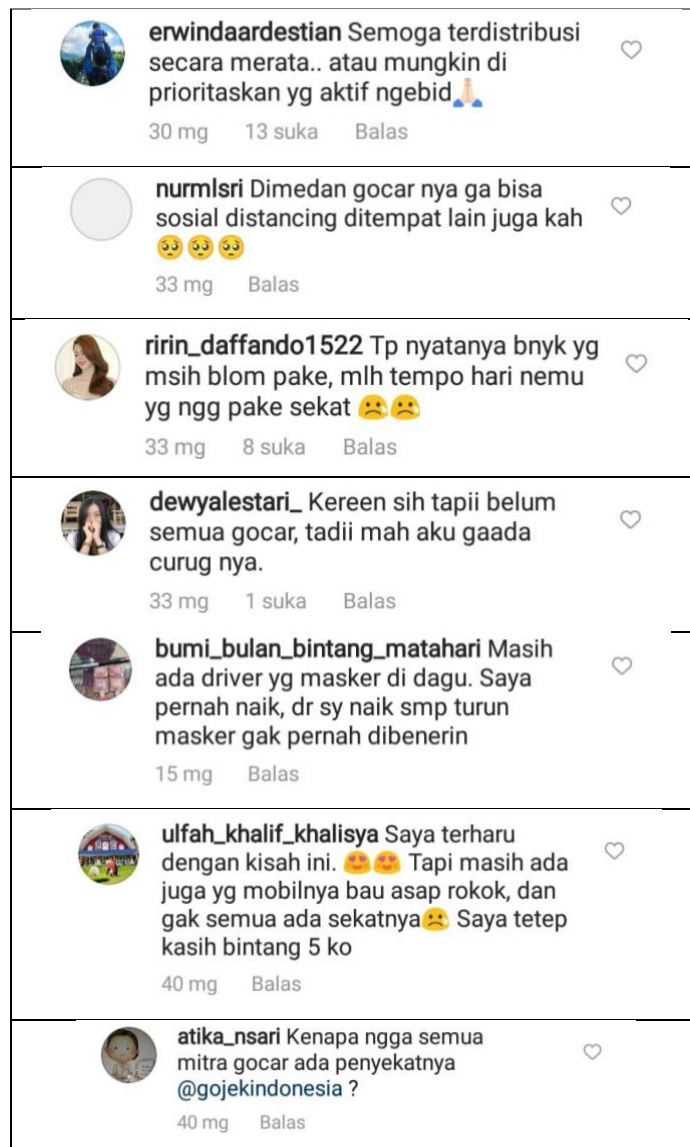 erwindaardestian Semoga terdistribusi
secara merata.. atau mungkin di
prioritaskan yg aktif ngebid🙏🏻
30 mg 13 suka Balas
nurmlsri Dimedan gocar nya ga bisa
sosial distancing ditempat lain juga kah
🥺🥺🥺
33 mg Balas
ririn_daffando1522 Tp nyatanya bnyk yg
msih blom pake, mlh tempo hari nemu
yg ngg pake sekat 😢😢
33 mg 8 suka Balas
dewyalestari_ Kereen sih tapii belum
semua gocar, tadii mah aku gaada
curug nya.
33 mg 1 suka Balas
bumi_bulan_bintang_matahari Masih
ada driver yg masker di dagu. Saya
pernah naik, dr sy naik smp turun
masker gak pernah dibenerin
15 mg Balas
ulfah_khalif_khalisya Saya terharu
dengan kisah ini. 😍😍 Tapi masih ada
juga yg mobilnya bau asap rokok, dan
gak semua ada sekatnya😢 Saya tetep
kasih bintang 5 ko
40 mg Balas
atika_nsari Kenapa ngga semua
mitra gocar ada penyekatnya
@gojekindonesia ?
40 mg Balas